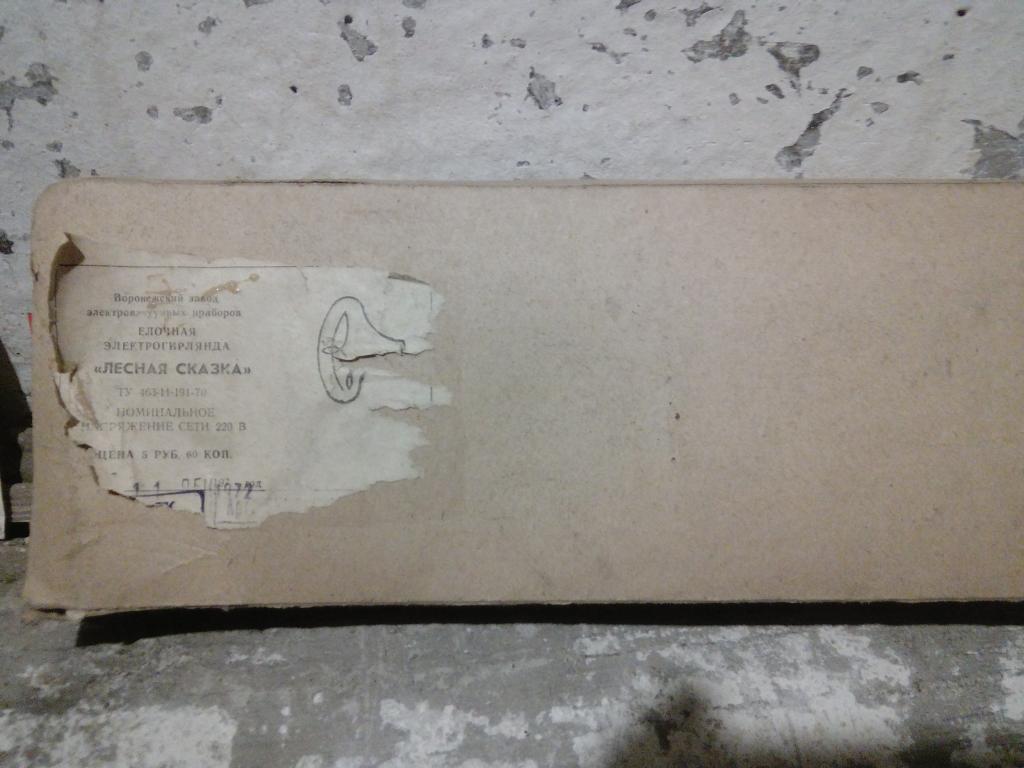 Воронежский завод
электровакуумных приборов
ЕЛОЧНАЯ
ЭЛЕКТРОГИРЛЯНДА
«ЛЕСНАЯ СКАЗКА»
ТУ 463-11-191-70
НОМИНАЛЬНОЕ
НАПРЯЖЕНИЕ СЕТИ 220 В
ЦЕНА 5 РУБ. 60 КОП.
1972